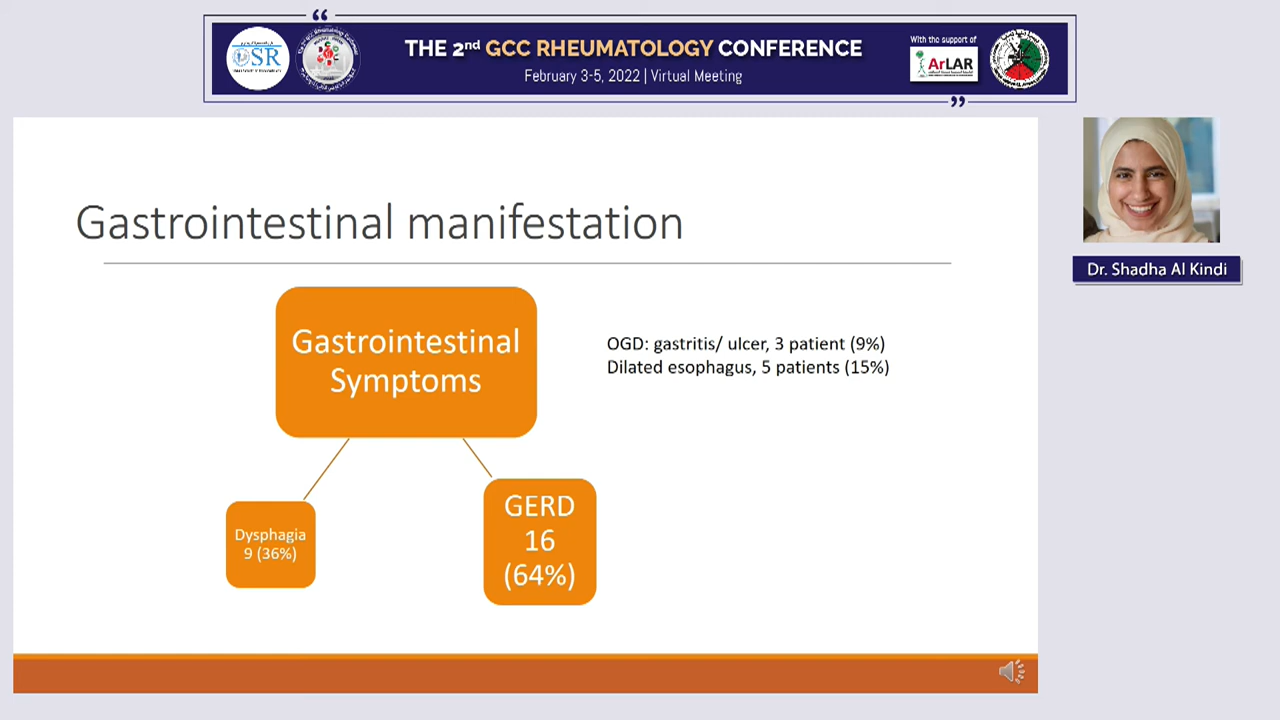 “
THE 2nd GCC RHEUMATOLOGY CONFERENCE
February 3-5, 2022 | Virtual Meeting
With the support of
OSR
ArLAR
”
Gastrointestinal manifestation
Gastrointestinal
Symptoms
OGD: gastritis/ ulcer, 3 patient (9%)
Dilated esophagus, 5 patients (15%)
Dysphagia
9 (36%)
GERD
16
(64%)
Dr. Shadha Al Kindi